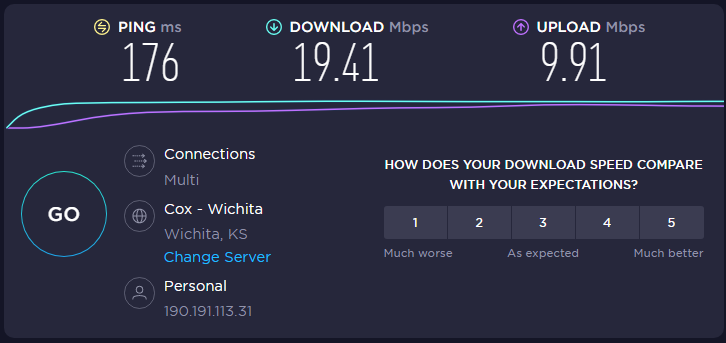 PING ms
176
DOWNLOAD Mbps
19.41
UPLOAD Mbps
9.91
GO
Connections
Multi
Cox - Wichita
Wichita, KS
Change Server
Personal
190.191.113.31
HOW DOES YOUR DOWNLOAD SPEED COMPARE
WITH YOUR EXPECTATIONS?
1 2 3 4 5
Much worse As expected Much better